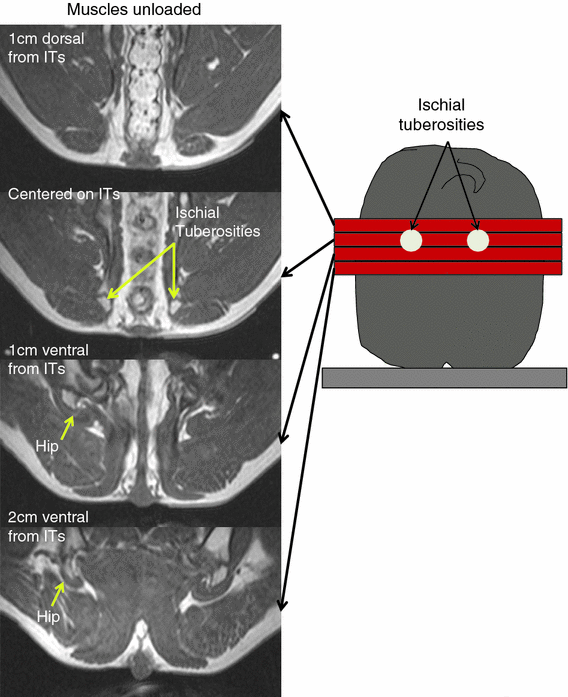 Muscles unloaded
1cm dorsal
from ITs
Centered on ITs
Ischial
Tuberosities
1cm ventral
from ITs
Hip
2cm ventral
from ITs
Hip
Ischial
tuberosities